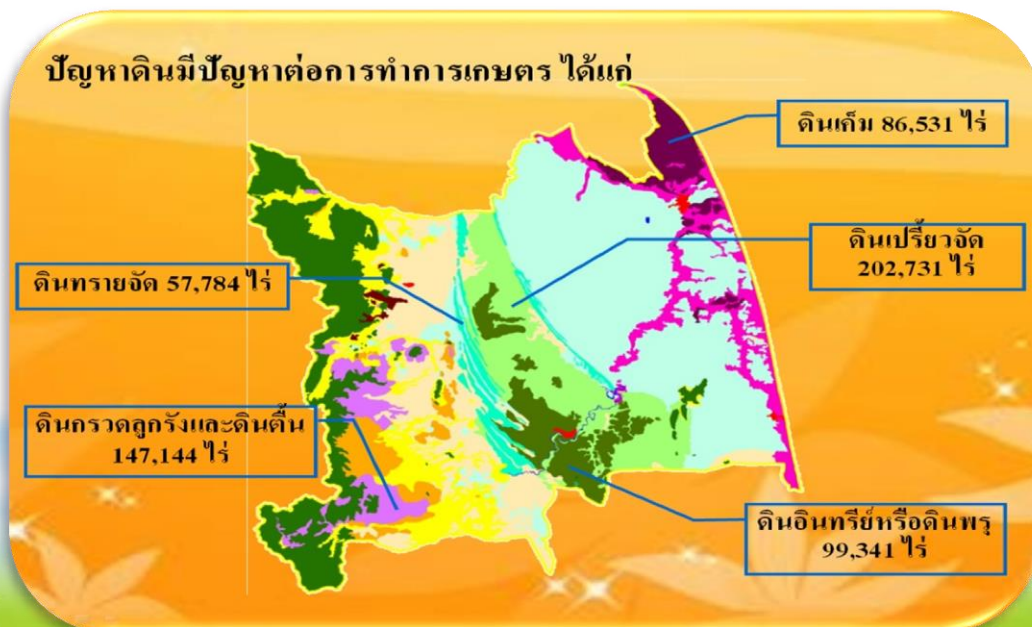 ปัญหาดินมีปัญหาต่อการทำการเกษตร ได้แก่
ดินเค็ม 86,531 ไร่
ดินเปรี้ยวจัด
202,731 ไร่
ดินทรายจัด 57,784 ไร่
ดินกรวดลูกรังและดินตื้น
147,144 ไร่
ดินอินทรีย์หรือดินพรุ
99,341 ไร่